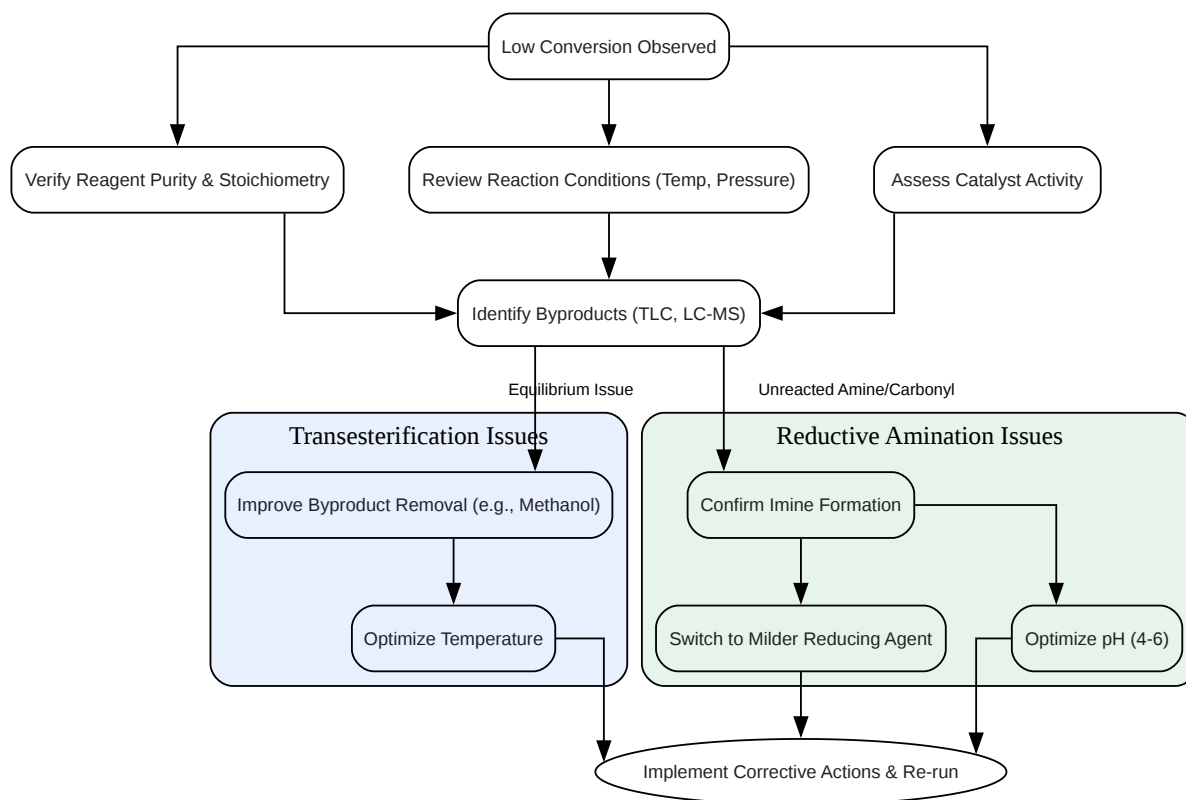 Low Conversion Observed
Verify Reagent Purity & Stoichiometry
Review Reaction Conditions (Temp, Pressure)
Assess Catalyst Activity
Identify Byproducts (TLC, LC-MS)
Equilibrium Issue
Unreacted Amine/Carbonyl
Transesterification Issues
Reductive Amination Issues
Improve Byproduct Removal (e.g., Methanol)
Confirm Imine Formation
Optimize Temperature
Switch to Milder Reducing Agent
Optimize pH (4-6)
Implement Corrective Actions & Re-run